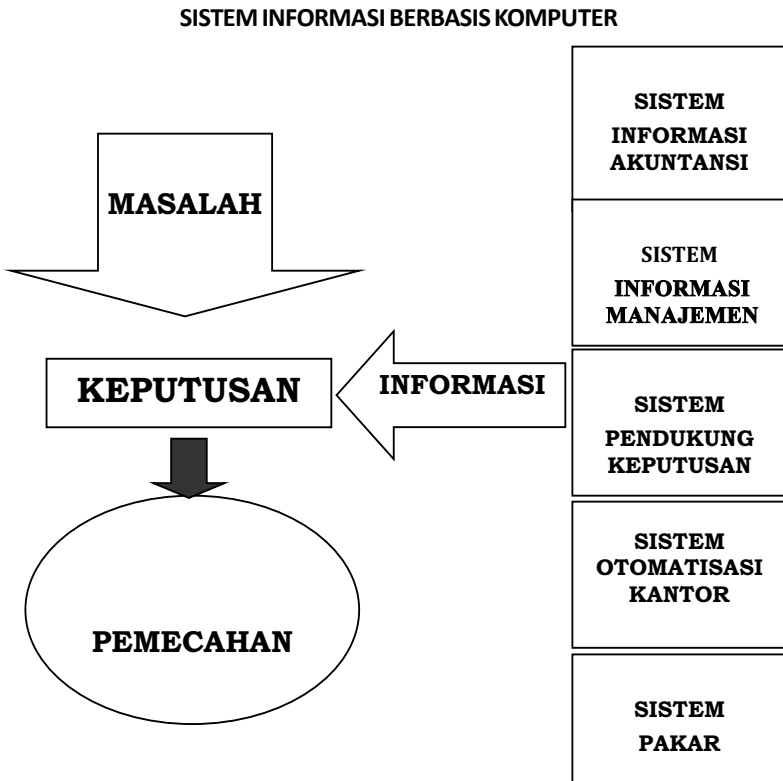 SISTEM INFORMASI BERBASIS KOMPUTER
MASALAH
KEPUTUSAN
INFORMASI
PEMECAHAN
SISTEM
INFORMASI
AKUNTANSI
SISTEM
INFORMASI
MANAJEMEN
SISTEM
PENDUKUNG
KEPUTUSAN
SISTEM
OTOMATISASI
KANTOR
SISTEM
PAKAR